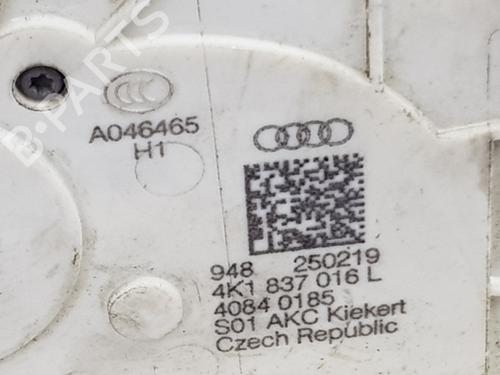 B-PARTS
A046465
H1
948 250219
4K1 837 016 L
4084 0185
S01 AKC Kiekert
Czech Republic